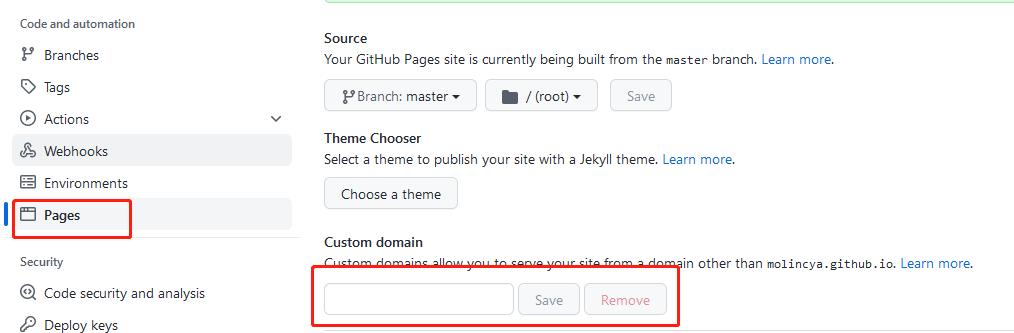 Code and automation
Branches
Tags
Actions
Webhooks
Environments
Pages
Security
Code security and analysis
Deploy keys
Source
Your GitHub Pages site is currently being built from the master branch. Learn more.
Branch: master
/ (root)
Save
Theme Chooser
Select a theme to publish your site with a Jekyll theme. Learn more.
Choose a theme
Custom domain
Custom domains allow you to serve your site from a domain other than molincya.github.io. Learn more.
Save
Remove